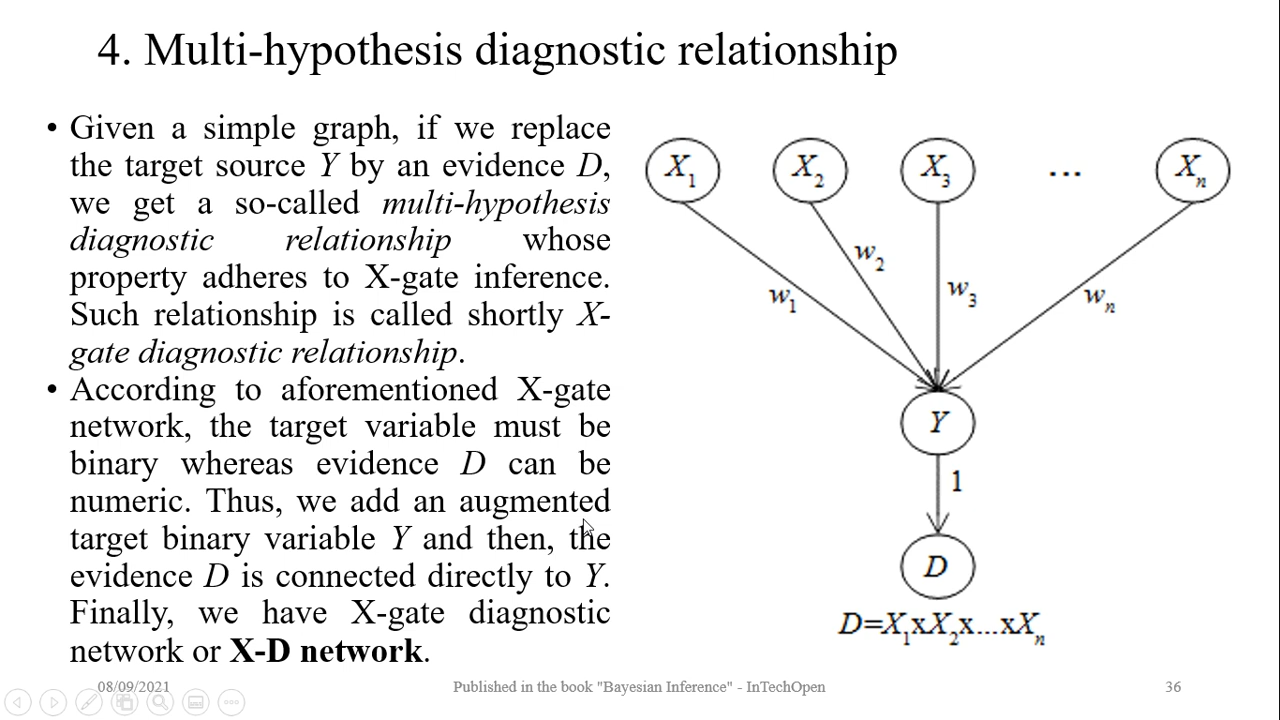 4. Multi-hypothesis diagnostic relationship
• Given a simple graph, if we replace
the target source Y by an evidence D,
we get a so-called multi-hypothesis
diagnostic relationship whose
property adheres to X-gate inference.
Such relationship is called shortly X-
gate diagnostic relationship.
• According to aforementioned X-gate
network, the target variable must be
binary whereas evidence D can be
numeric. Thus, we add an augmented
target binary variable Y and then, the
evidence D is connected directly to Y.
Finally, we have X-gate diagnostic
network or X-D network.
X1 X2 X3 ... Xn
w1 w2 w3 wn
Y
1
D
D=X1xX2x...xXn
08/09/2021 Published in the book "Bayesian Inference" - InTechOpen 36